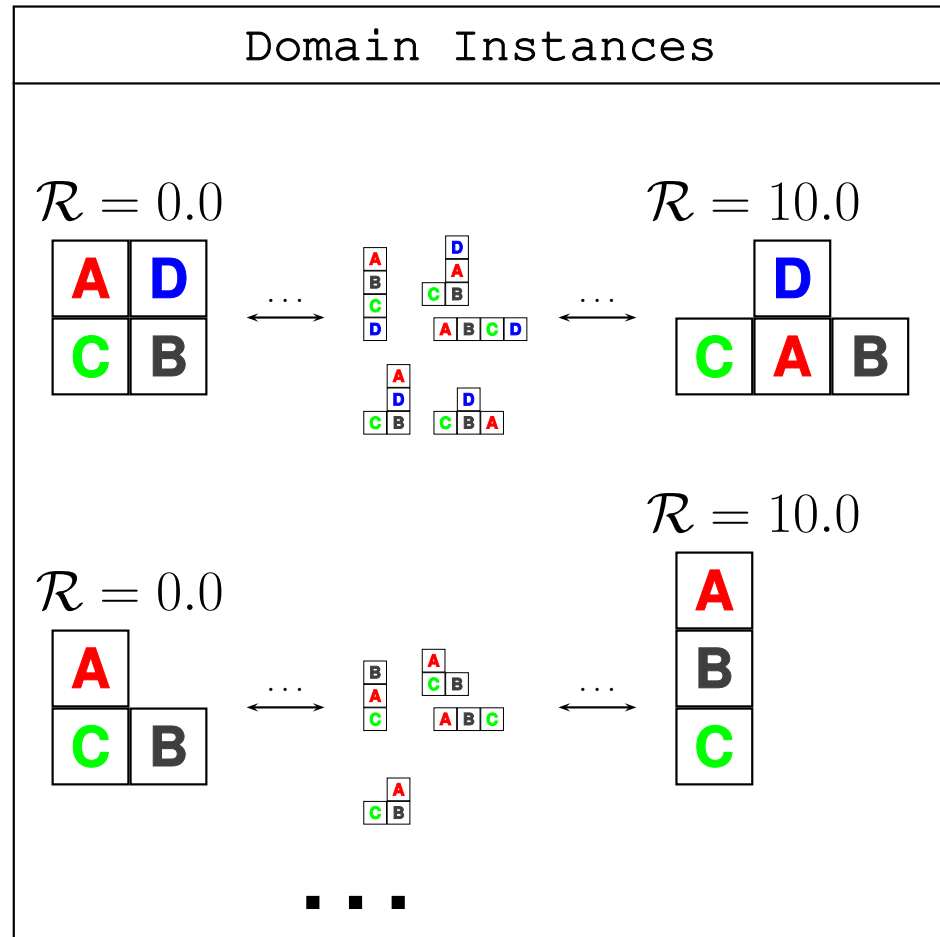 Domain Instances
R = 0.0
R = 10.0
A D
C B
...
A
B
C
D
D
A
C B
A B C D
A
D
C B
D
C B A
...
D
C A B
R = 0.0
R = 10.0
A
C B
...
B
A
C
A
C B
A B C
A
C B
...
A
B
C
...